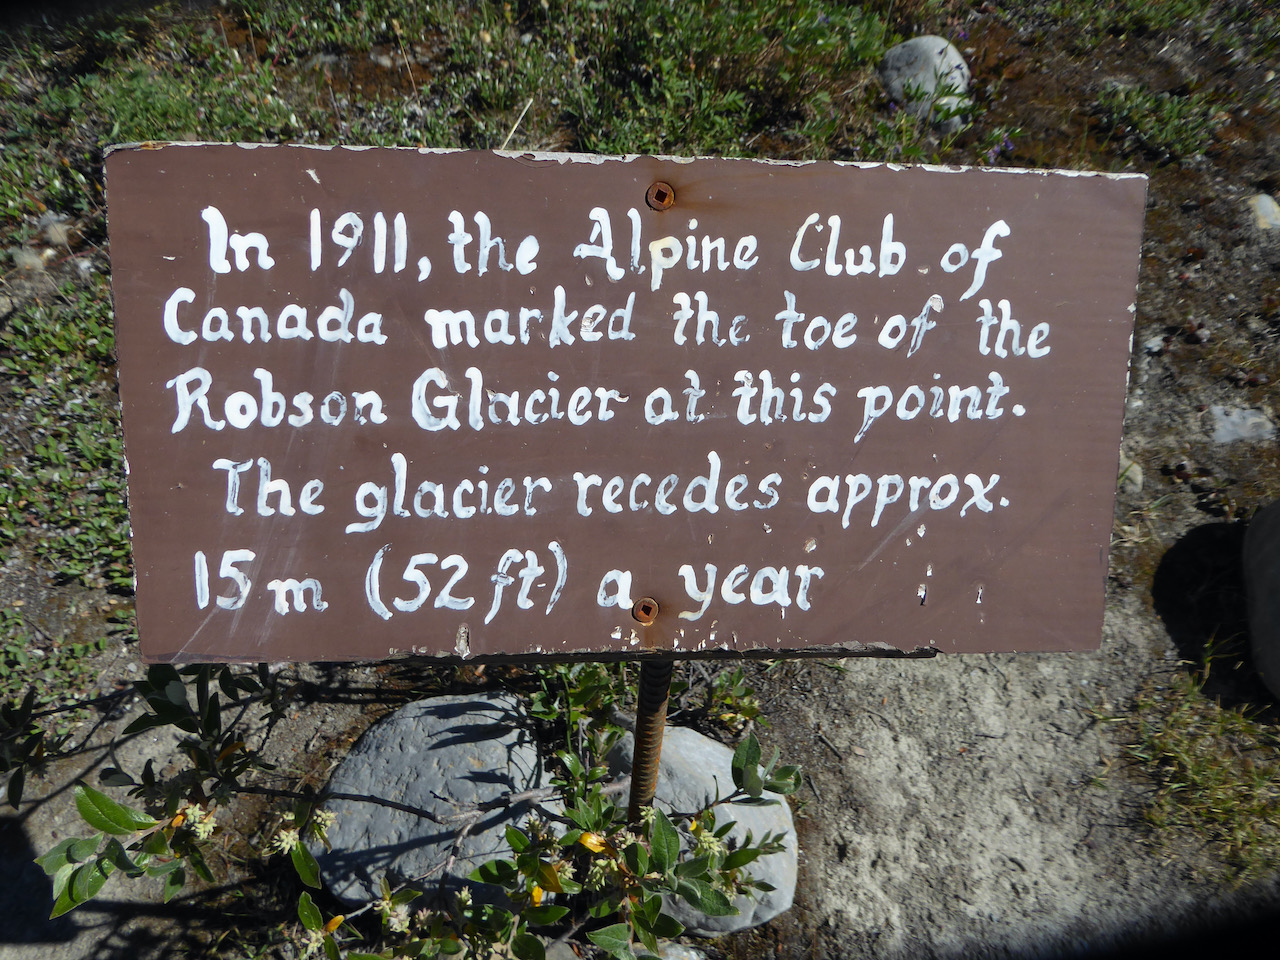 In 1911, the Alpine Club of
Canada marked the toe of the
Robson Glacier at this point.
The glacier recedes approx.
15 m (52 ft) a year